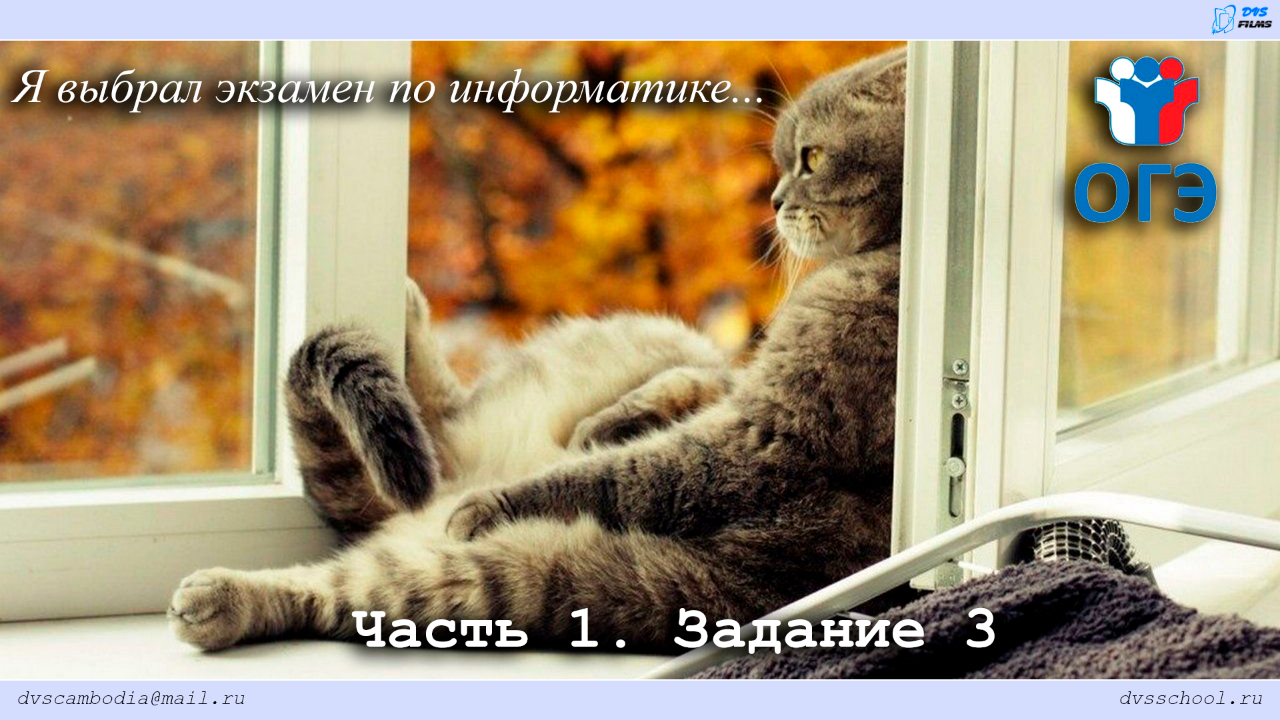 DVS
FILMS
Я выбрал экзамен по информатике...
ОГЭ
Часть 1. Задание 3
dvscambodia@mail.ru
dvsschool.ru